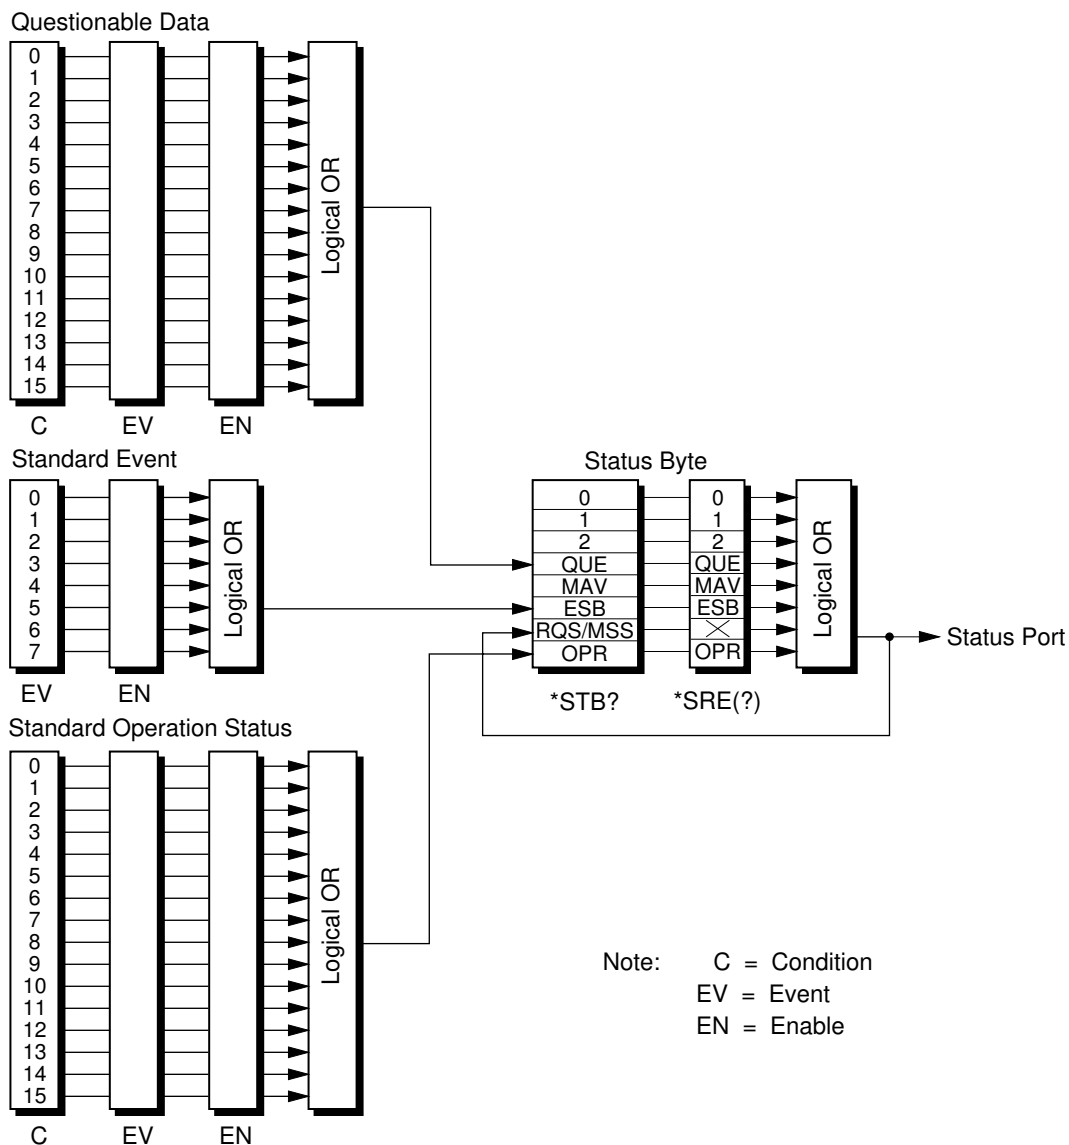 Questionable Data
0
1
2
3
4
5
6
7
8
9
10
11
12
13
14
15
Logical OR
C EV EN
Standard Event
0
1
2
3
4
5
6
7
Logical OR
EV EN
Status Byte
0 0
1 1
2 2
QUE QUE
MAV MAV
ESB ESB
RQS/MSS
OPR OPR
Logical OR
Status Port
*STB? *SRE(?)
Standard Operation Status
0
1
2
3
4
5
6
7
8
9
10
11
12
13
14
15
Logical OR
C EV EN
Note: C = Condition
EV = Event
EN = Enable